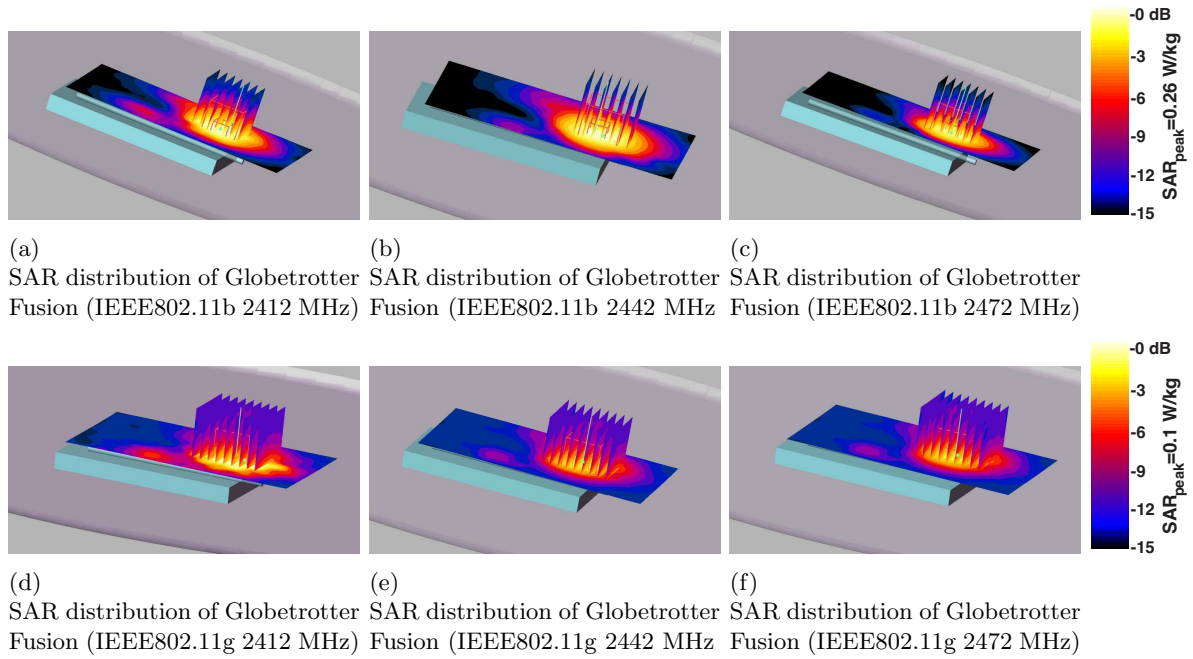 -0 dB
-3
-6
-9
-12
-15
SARpeak=0.26 W/kg
(a)
SAR distribution of Globetrotter
Fusion (IEEE802.11b 2412 MHz)
(b)
SAR distribution of Globetrotter
Fusion (IEEE802.11b 2442 MHz
(c)
SAR distribution of Globetrotter
Fusion (IEEE802.11b 2472 MHz)
-0 dB
-3
-6
-9
-12
-15
SARpeak=0.1 W/kg
(d)
SAR distribution of Globetrotter
Fusion (IEEE802.11g 2412 MHz)
(e)
SAR distribution of Globetrotter
Fusion (IEEE802.11g 2442 MHz
(f)
SAR distribution of Globetrotter
Fusion (IEEE802.11g 2472 MHz)